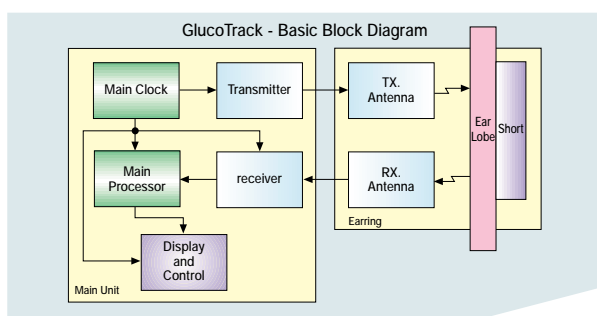 GlucoTrack - Basic Block Diagram
Main Clock
Transmitter
TX.
Antenna
Ear
Lobe
Short
Main
Processor
receiver
RX.
Antenna
Earring
Display
and
Control
Main Unit